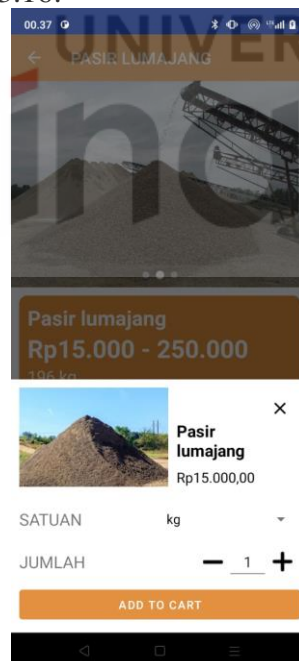 00.37
UNIVER
← PASIR LUMAJANG
Pasir lumajang
Rp15.000 - 250.000
196 kg
Pasir
lumajang
Rp15.000,00
SATUAN kg
JUMLAH 1
ADD TO CART